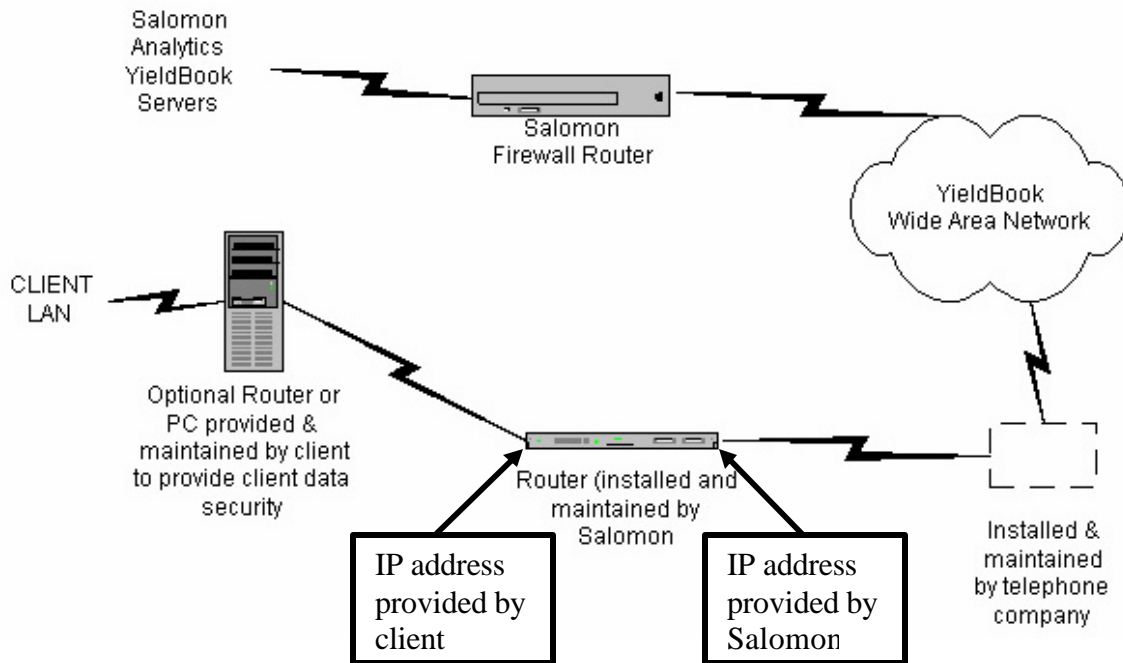 Salomon
Analytics
YieldBook
Servers
Salomon
Firewall Router
YieldBook
Wide Area Network
CLIENT
LAN
Optional Router or
PC provided &
maintained by client
to provide client data
security
Router (installed and
maintained by
Salomon
Installed &
maintained
by telephone
company
IP address
provided by
client
IP address
provided by
Salomon